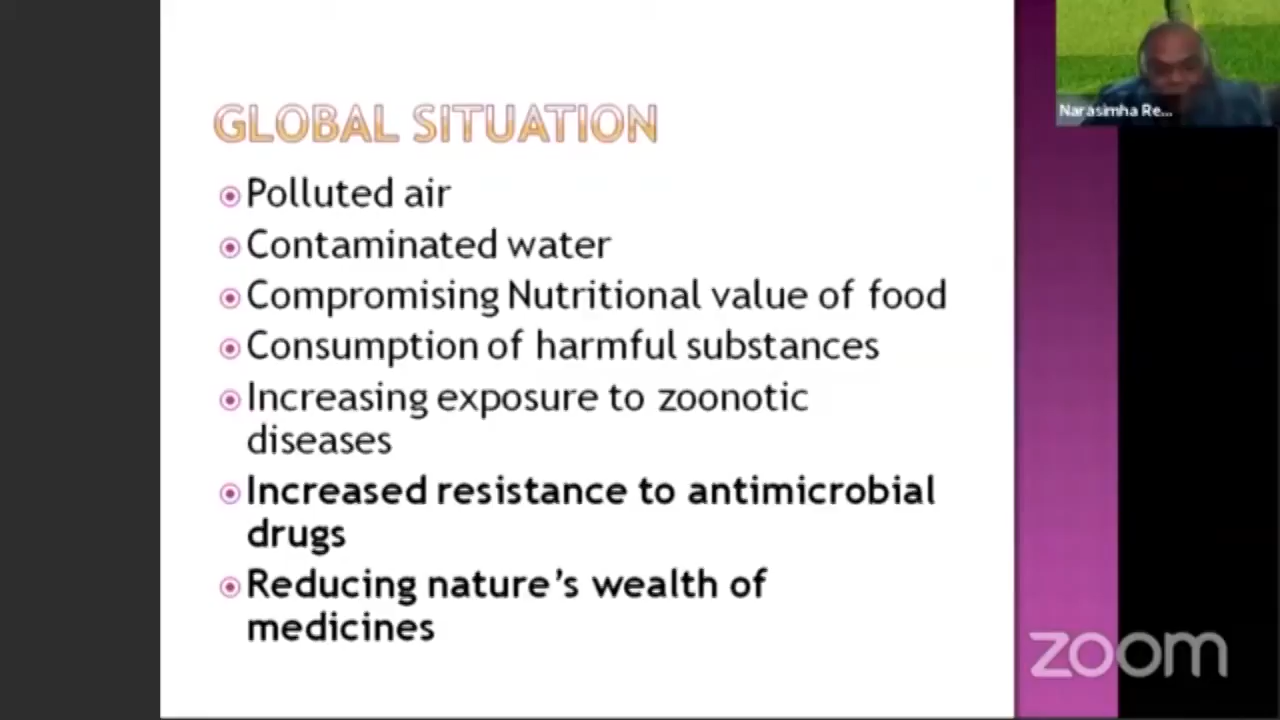 GLOBAL SITUATION
Polluted air
Contaminated water
Compromising Nutritional value of food
Consumption of harmful substances
Increasing exposure to zoonotic
diseases
Increased resistance to antimicrobial
drugs
Reducing nature’s wealth of
medicines
Narasimha Re...
zoom